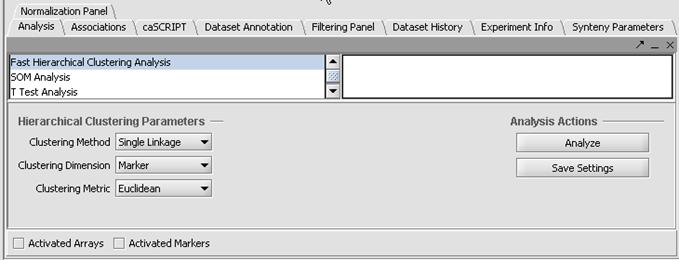 Normalization Panel
Analysis Associations caSCRIPT Dataset Annotation Filtering Panel Dataset History Experiment Info Synteny Parameters
Fast Hierarchical Clustering Analysis
SOM Analysis
T Test Analysis
Hierarchical Clustering Parameters Analysis Actions
Clustering Method Single Linkage Analyze
Clustering Dimension Marker Save Settings
Clustering Metric Euclidean
Activated Arrays Activated Markers